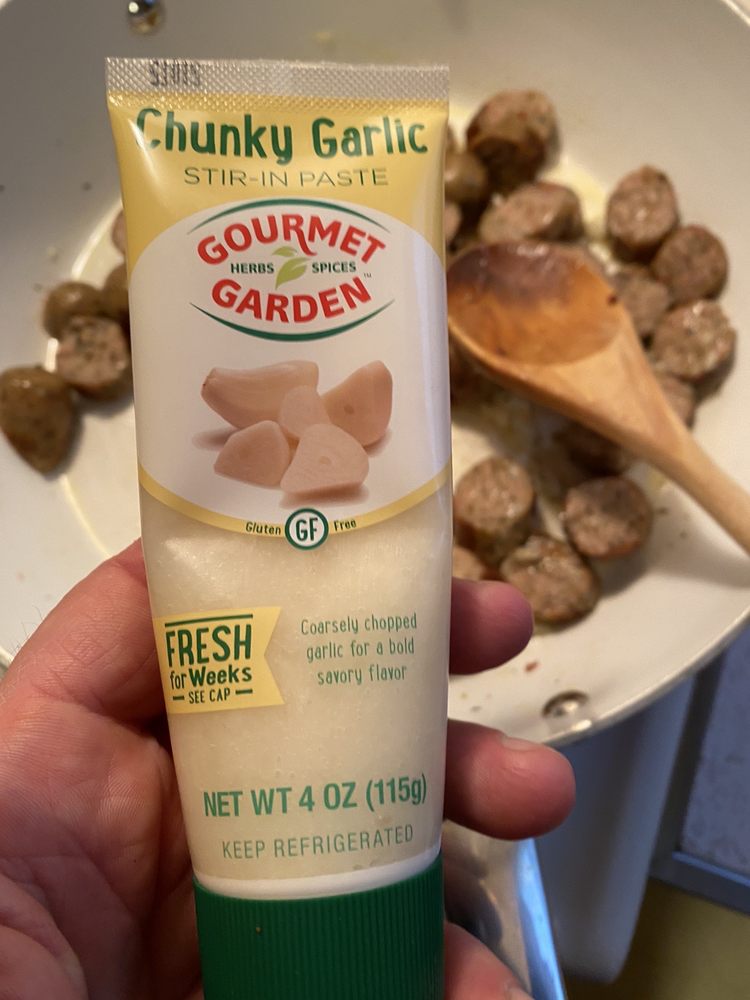 Chunky Garlic
STIR-IN PASTE
GOURMET
HERBS SPICES™
GARDEN
Gluten GF Free
FRESH
for Weeks
SEE CAP
Coarsely chopped
garlic for a bold
savory flavor
NET WT 4 OZ (115g)
KEEP REFRIGERATED